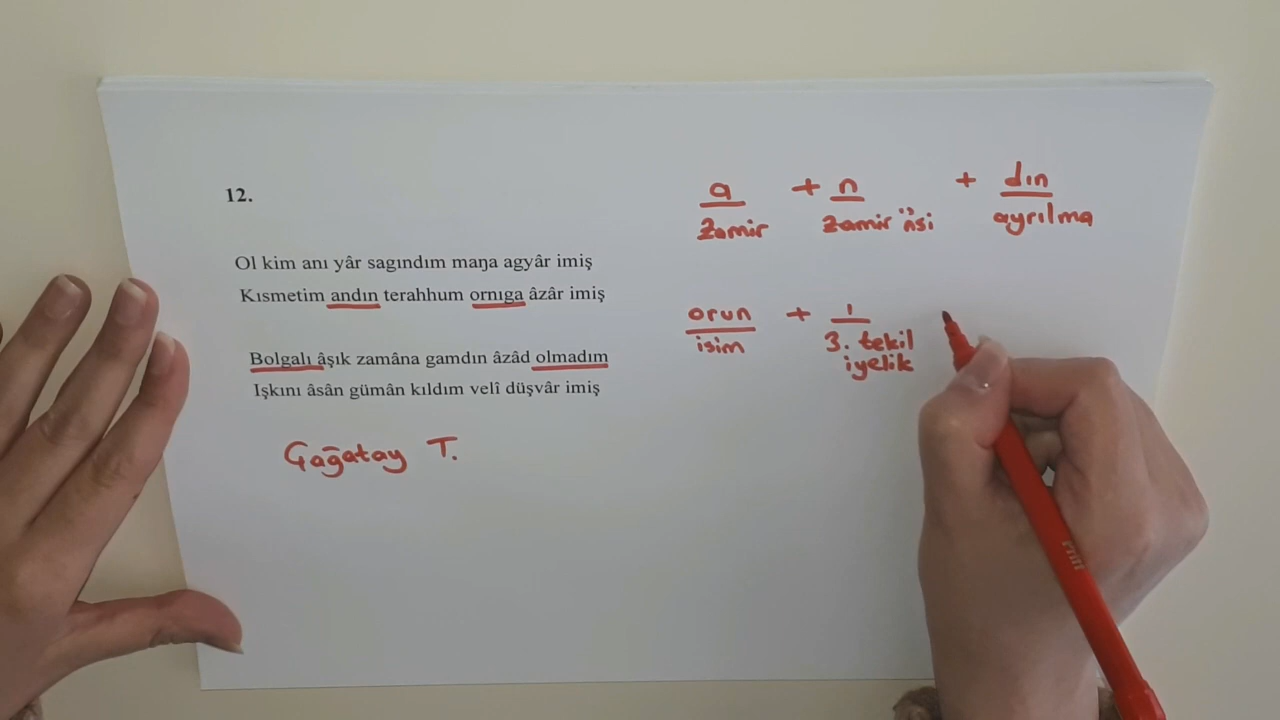 12.
Ol kim anı yâr sagındım maŋa agyâr imiş
Kısmetim andın terahhum ornıga âzâr imiş
Bolgalı âşık zamâna gamdın âzâd olmadım
Işkını âsân gümân kıldım velî düşvâr imiş
Çağatay T.
a + n + dın
zamir zamir "n"si ayrılma
orun + ı
isim 3. tekil
iyelik